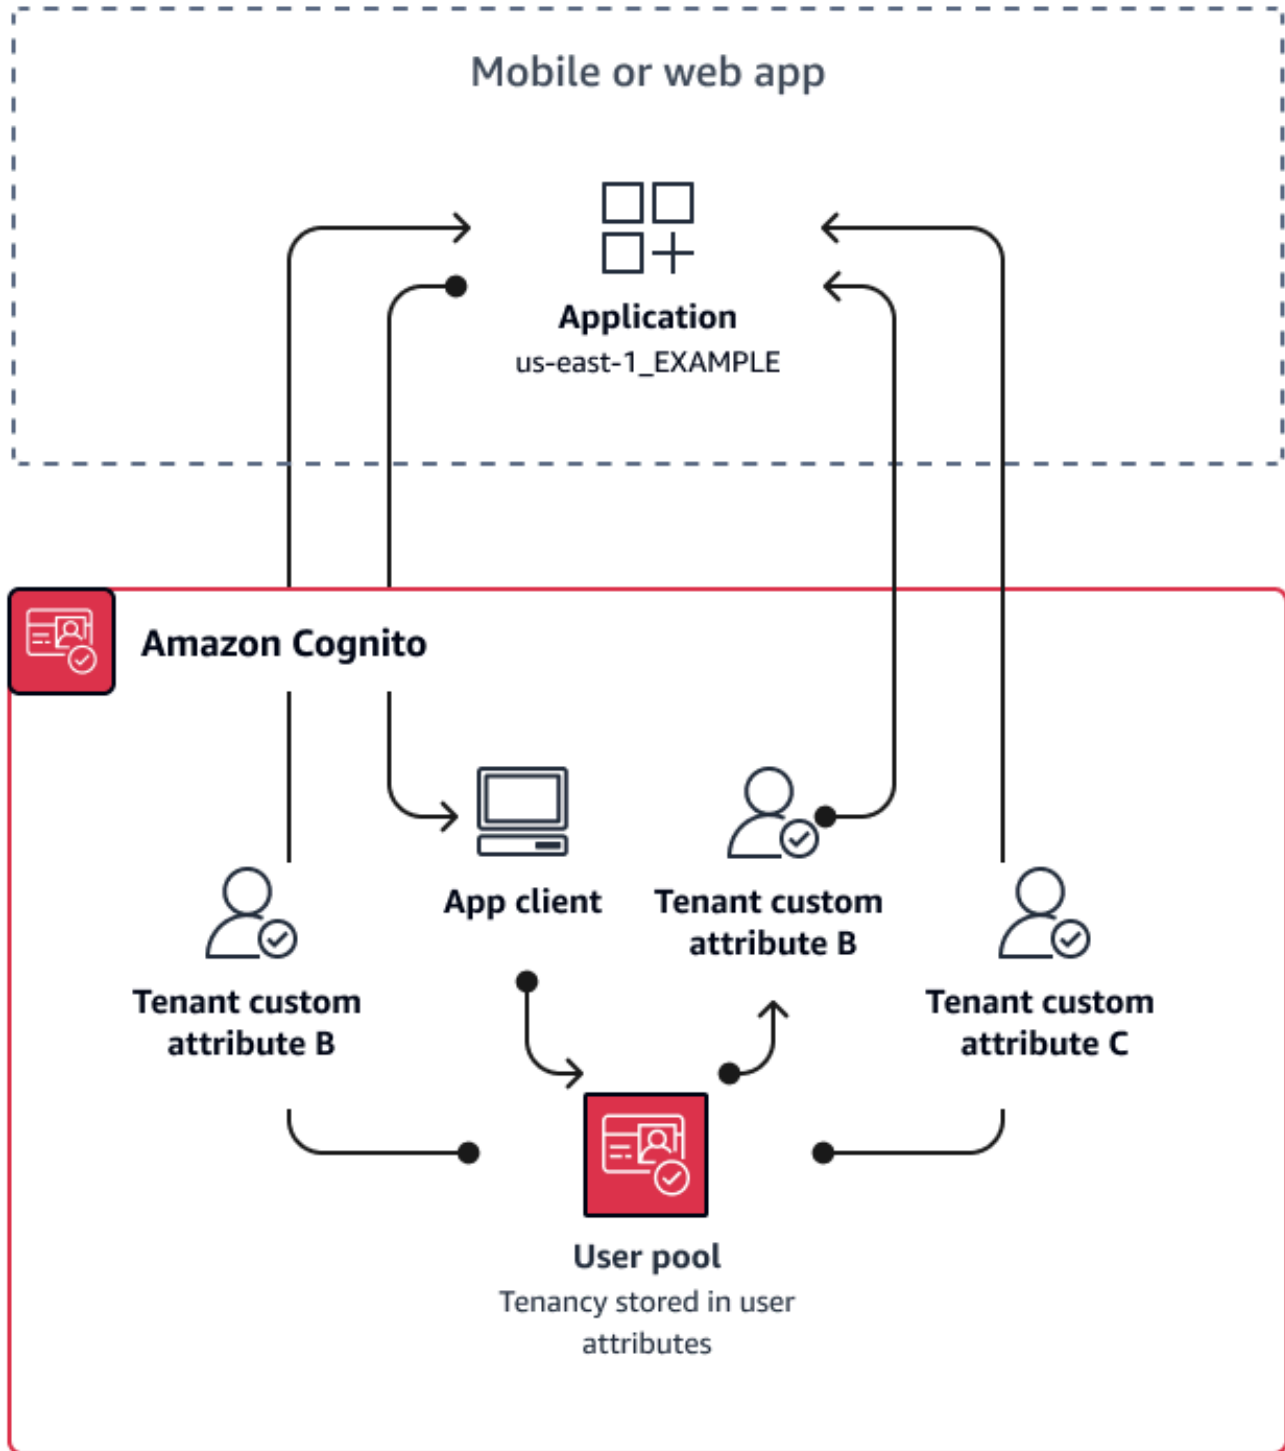 Mobile or web app
Application
us-east-1_EXAMPLE
Amazon Cognito
App client
Tenant custom
attribute B
Tenant custom
attribute B
Tenant custom
attribute C
User pool
Tenancy stored in user
attributes